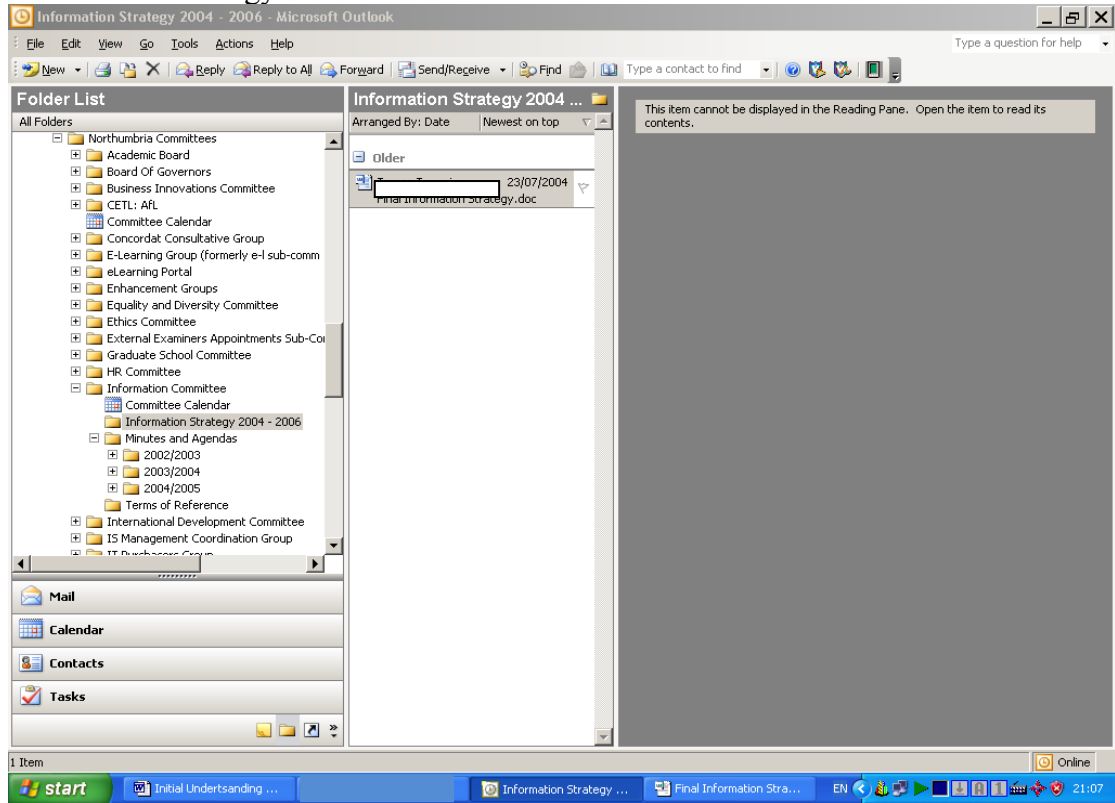 Information Strategy 2004 - 2006 - Microsoft Outlook
File Edit View Go Tools Actions Help
Type a question for help
New Reply Reply to All Forward Send/Receive Find Type a contact to find
Folder List
All Folders
Northumbria Committees
Academic Board
Board Of Governors
Business Innovations Committee
CETL: AfL
Committee Calendar
Concordat Consultative Group
E-Learning Group (formerly e-l sub-comm
eLearning Portal
Enhancement Groups
Equality and Diversity Committee
Ethics Committee
External Examiners Appointments Sub-Co
Graduate School Committee
HR Committee
Information Committee
Committee Calendar
Information Strategy 2004 - 2006
Minutes and Agendas
2002/2003
2003/2004
2004/2005
Terms of Reference
International Development Committee
IS Management Coordination Group
IT Purchasers Group
Mail
Calendar
Contacts
Tasks
Information Strategy 2004 ...
Arranged By: Date Newest on top
Older
23/07/2004
Final Information Strategy.doc
This item cannot be displayed in the Reading Pane. Open the item to read its
contents.
1 Item
Online
start
Initial Undertsanding ...
Information Strategy ...
Final Information Stra...
EN
21:07